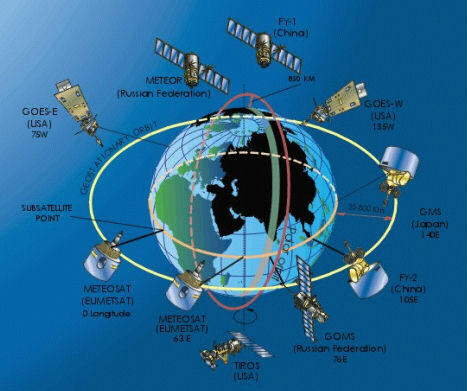 FY-1
(China)
METEOR
(Russian Federation)
850 KM
GOES-E
(USA)
75W
GOES-W
(USA)
135W
GEOSTATIONARY ORBIT
SUBSATELLITE
POINT
35 800 KM
GMS
(Japan)
140E
Polar Orbit
METEOSAT
(EUMETSAT)
0 Longitude
METEOSAT
(EUMETSAT)
63 E
FY-2
(China)
105E
GOMS
(Russian Federation)
76E
TIROS
(USA)